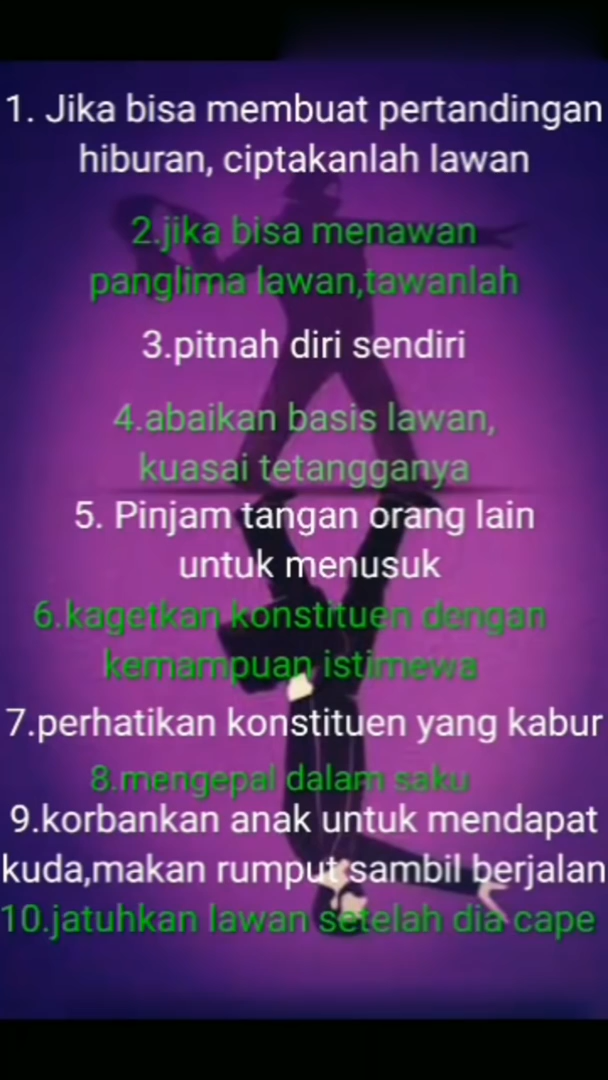 1. Jika bisa membuat pertandingan
hiburan, ciptakanlah lawan
2.jika bisa menawan
panglima lawan,tawanlah
3.pitnah diri sendiri
4.abaikan basis lawan,
kuasai tetangganya
5. Pinjam tangan orang lain
untuk menusuk
6.kagetkan konstituen dengan
kemampuan istimewa
7.perhatikan konstituen yang kabur
8.mengepal dalam saku
9.korbankan anak untuk mendapat
kuda,makan rumput sambil berjalan
10.jatuhkan lawan setelah dia cape